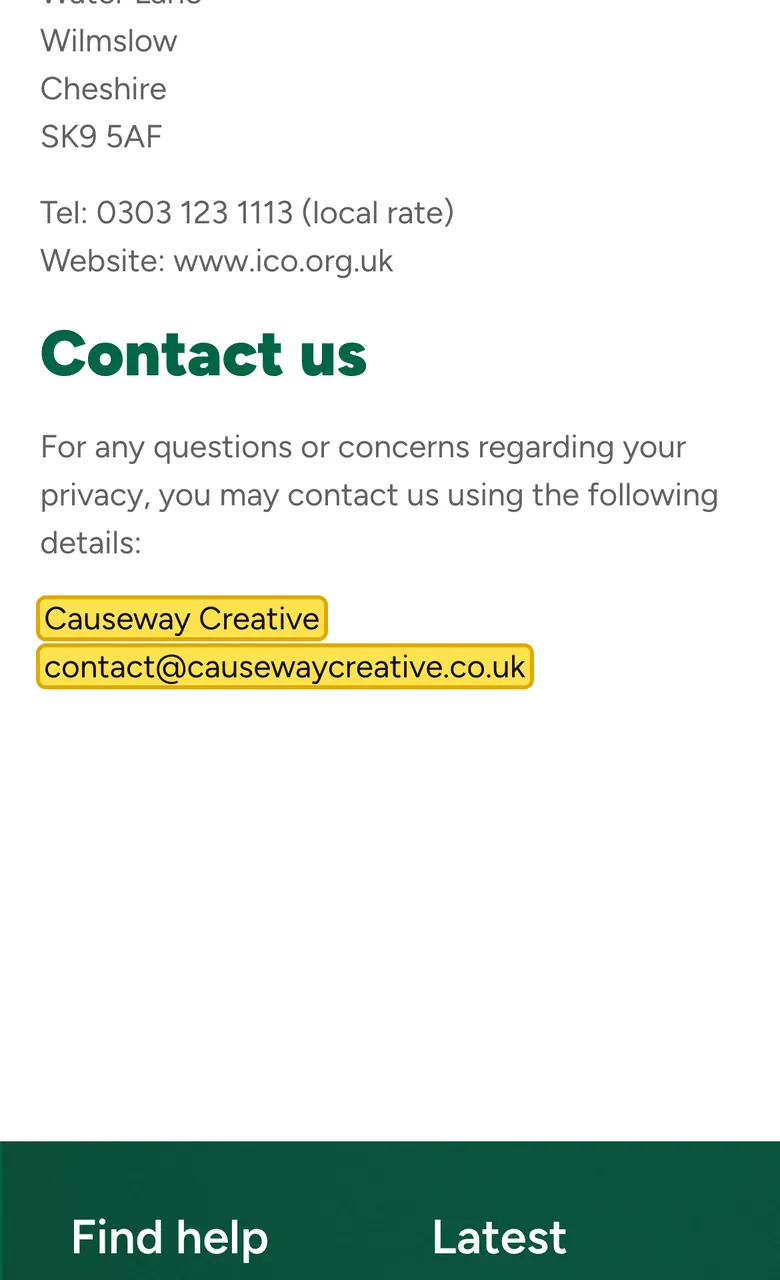 Water Lane
Wilmslow
Cheshire
SK9 5AF
Tel: 0303 123 1113 (local rate)
Website: www.ico.org.uk
Contact us
For any questions or concerns regarding your
privacy, you may contact us using the following
details:
Causeway Creative
contact@causewaycreative.co.uk
Find help
Latest